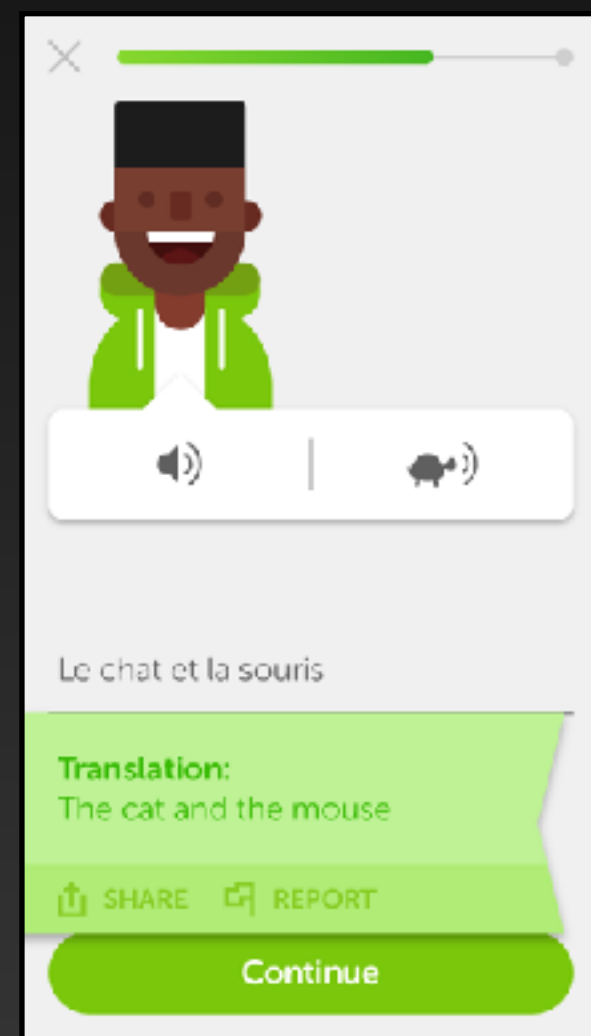 Le chat et la souris
Translation:
The cat and the mouse
SHARE REPORT
Continue